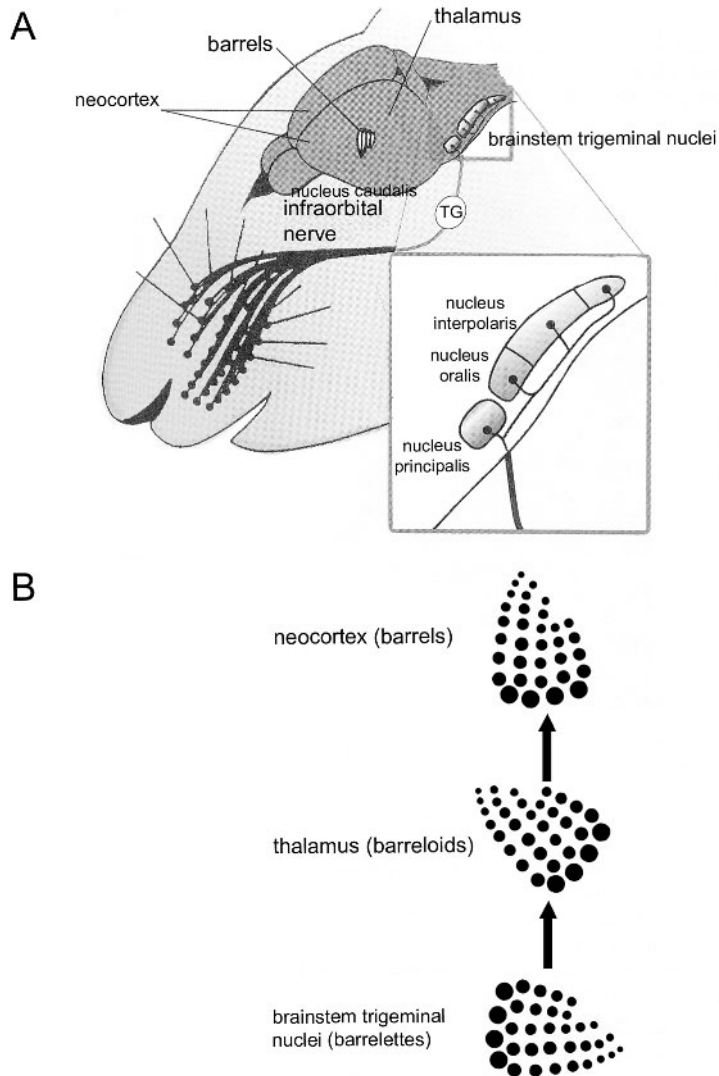 A
thalamus
barrels
neocortex
brainstem trigeminal nuclei
nucleus caudalis
infraorbital
nerve
TG
nucleus
interpolaris
nucleus
oralis
nucleus
principalis
B
neocortex (barrels)
thalamus (barreloids)
brainstem trigeminal
nuclei (barrelettes)